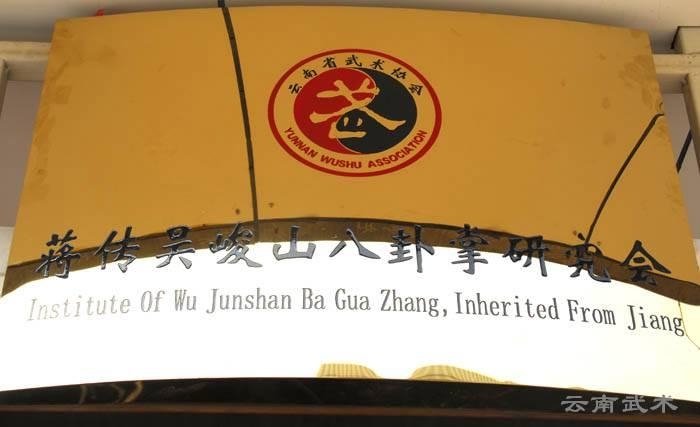 云南省武术协会
武
YUNNAN WUSHU ASSOCIATION
蒋传吴峻山八卦掌研究会
Institute Of Wu Junshan Ba Gua Zhang, Inherited From Jiang
云南武术